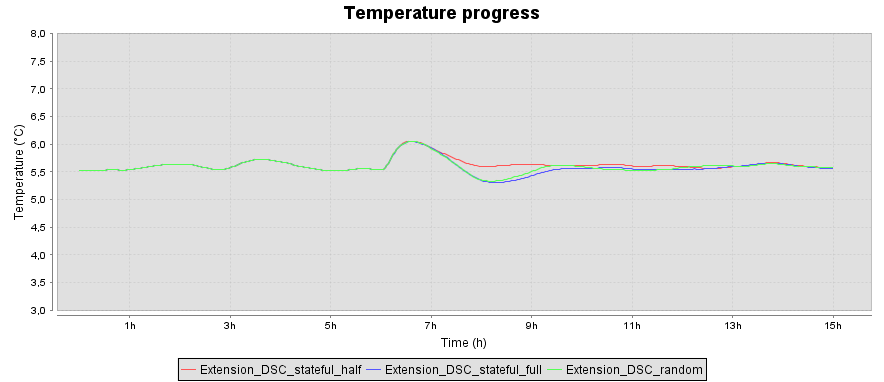 Temperature progress
8,0
7,5
7,0
6,5
6,0
5,5
5,0
4,5
4,0
3,5
3,0
Temperature (°C)
1h 3h 5h 7h 9h 11h 13h 15h
Time (h)
Extension_DSC_stateful_half Extension_DSC_stateful_full Extension_DSC_random